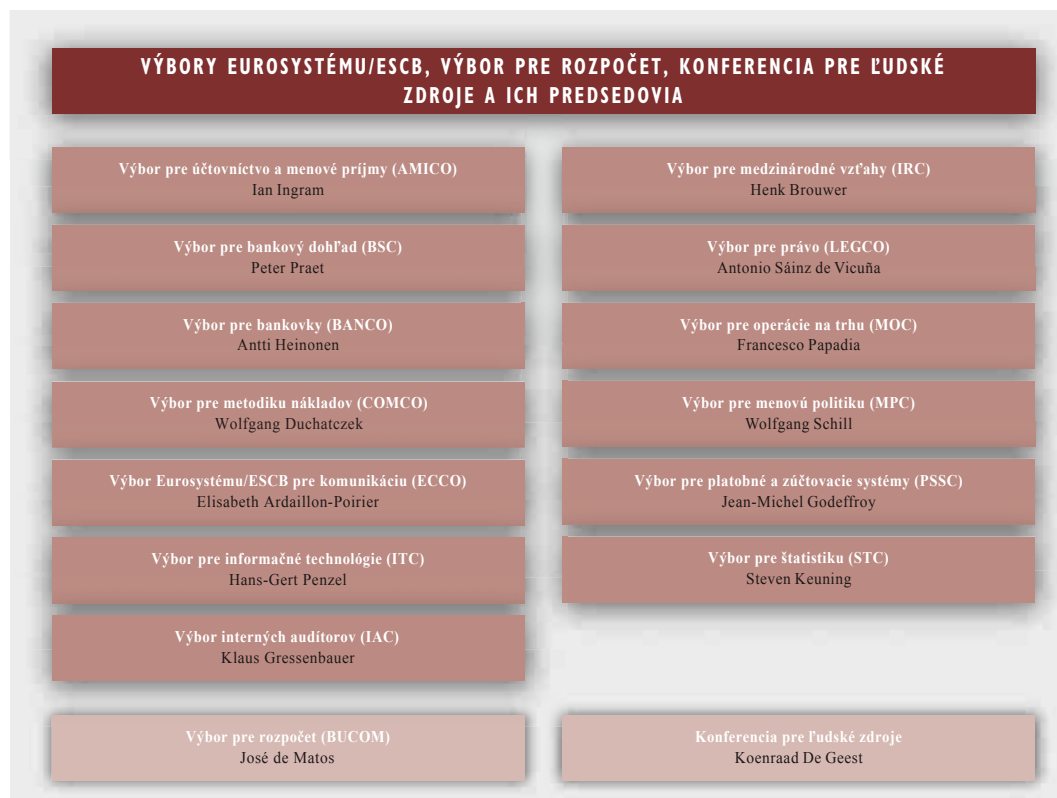 VÝBORY EUROSYSTÉMU/ESCB, VÝBOR PRE ROZPOČET, KONFERENCIA PRE ĽUDSKÉ
ZDROJE A ICH PREDSEDOVIA
Výbor pre účtovníctvo a menové príjmy (AMICO)
Ian Ingram
Výbor pre bankový dohľad (BSC)
Peter Praet
Výbor pre bankovky (BANCO)
Antti Heinonen
Výbor pre metodiku nákladov (COMCO)
Wolfgang Duchatczek
Výbor Eurosystému/ESCB pre komunikáciu (ECCO)
Elisabeth Ardaillon-Poirier
Výbor pre informačné technológie (ITC)
Hans-Gert Penzel
Výbor interných audítorov (IAC)
Klaus Gressenbauer
Výbor pre medzinárodné vzťahy (IRC)
Henk Brouwer
Výbor pre právo (LEGCO)
Antonio Sáinz de Vicuña
Výbor pre operácie na trhu (MOC)
Francesco Papadia
Výbor pre menovú politiku (MPC)
Wolfgang Schill
Výbor pre platobné a zúčtovacie systémy (PSSC)
Jean-Michel Godeffroy
Výbor pre štatistiku (STC)
Steven Keuning
Výbor pre rozpočet (BUCOM)
José de Matos
Konferencia pre ľudské zdroje
Koenraad De Geest